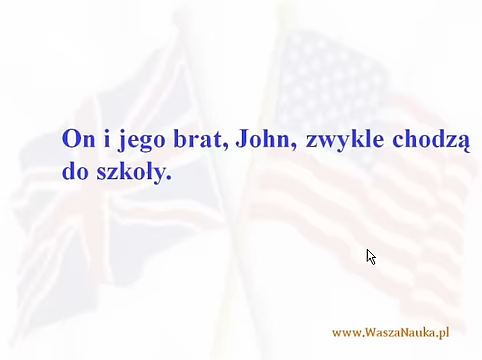 On i jego brat, John, zwykle chodzą
do szkoły.
www.WaszaNauka.pl